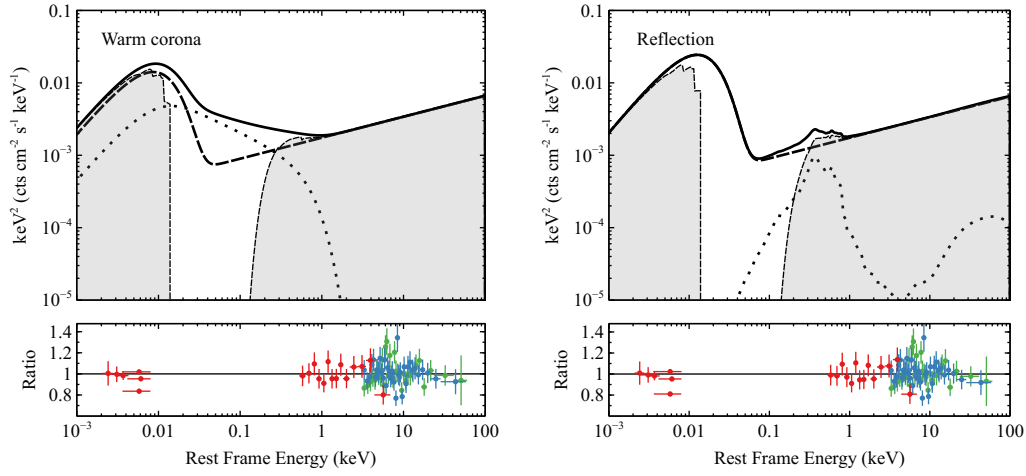 Warm corona
keV² (cts cm⁻² s⁻¹ keV⁻¹)
0.1
0.01
10⁻³
10⁻⁴
10⁻⁵
Ratio
1.4
1.2
1
0.8
10⁻³ 0.01 0.1 1 10 100
Rest Frame Energy (keV)
Reflection
keV² (cts cm⁻² s⁻¹ keV⁻¹)
0.1
0.01
10⁻³
10⁻⁴
10⁻⁵
Ratio
1.4
1.2
1
0.8
10⁻³ 0.01 0.1 1 10 100
Rest Frame Energy (keV)